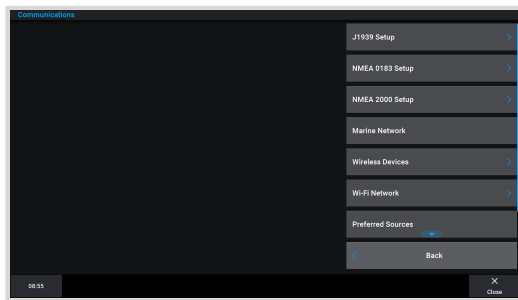 Communications
J1939 Setup
NMEA 0183 Setup
NMEA 2000 Setup
Marine Network
Wireless Devices
Wi-Fi Network
Preferred Sources
Back
08:55
Close